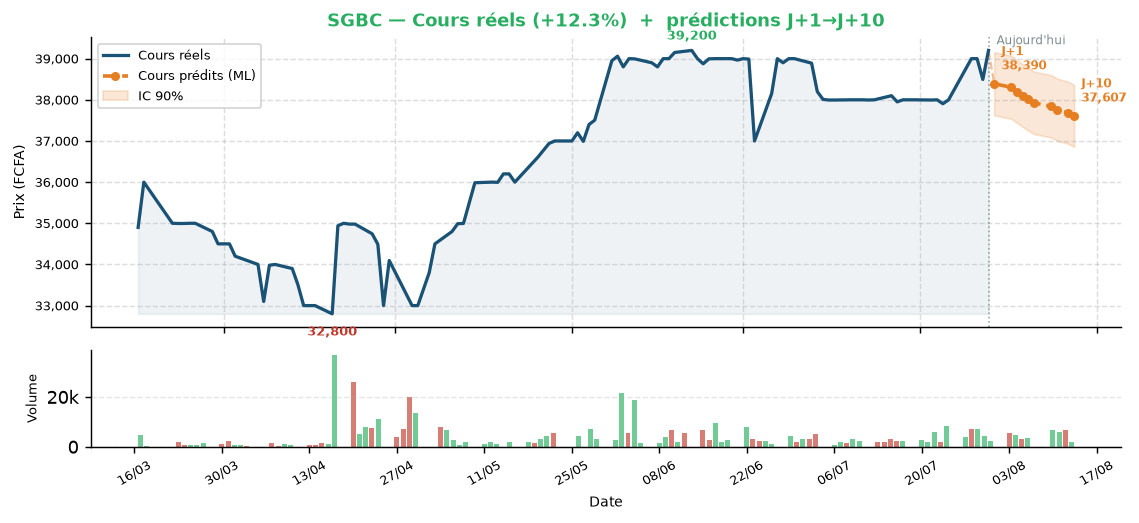 SGBC — Cours réels (+12.3%)  +  prédictions J+1→J+10
39,200
Aujourd'hui
Cours réels
Cours prédits (ML)
IC 90%
J+1
38,390
J+10
37,607
32,800
Prix (FCFA)
39,000
38,000
37,000
36,000
35,000
34,000
33,000
Volume
20k
0
16/03
30/03
13/04
27/04
11/05
25/05
08/06
22/06
06/07
20/07
03/08
17/08
Date